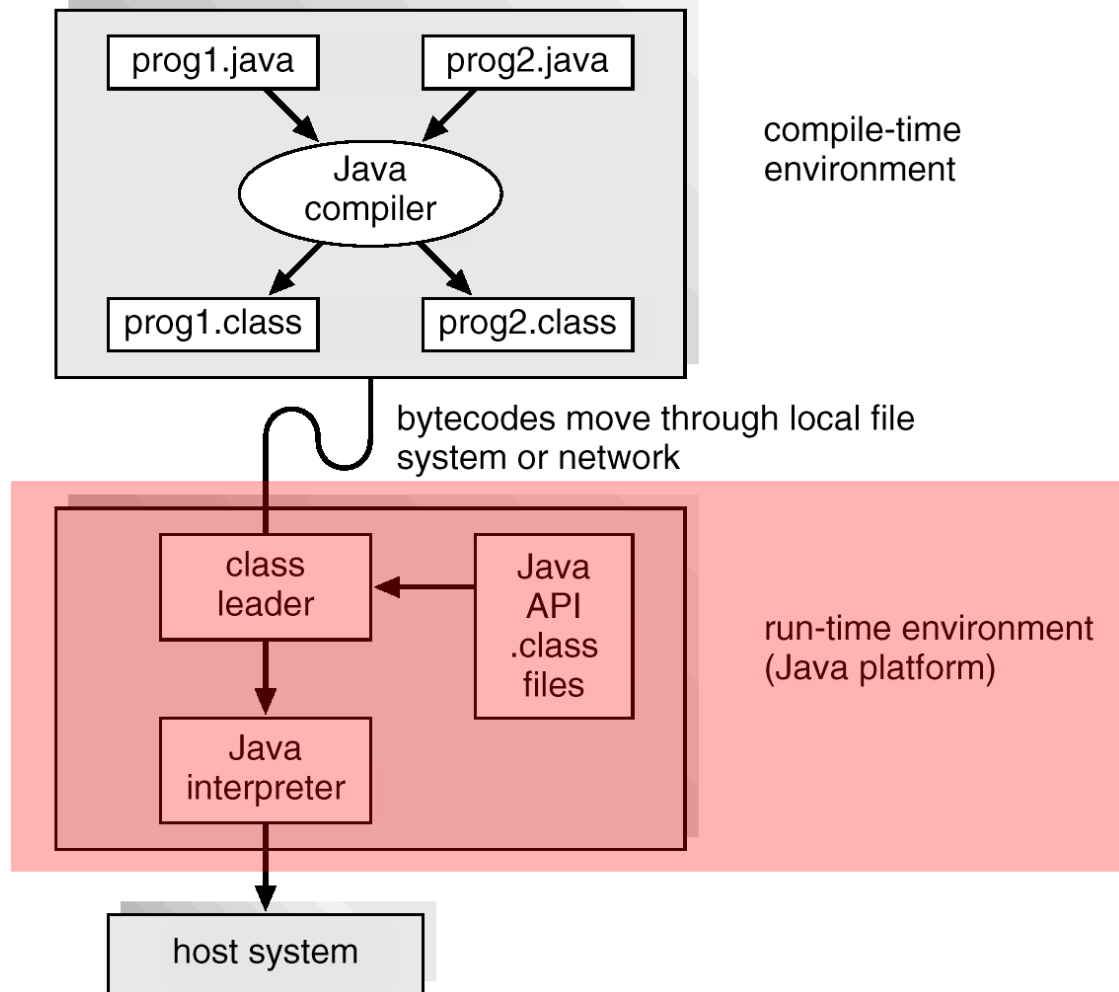 prog1.java
prog2.java
compile-time
environment
Java
compiler
prog1.class
prog2.class
bytecodes move through local file
system or network
class
leader
Java
API
.class
files
run-time environment
(Java platform)
Java
interpreter
host system